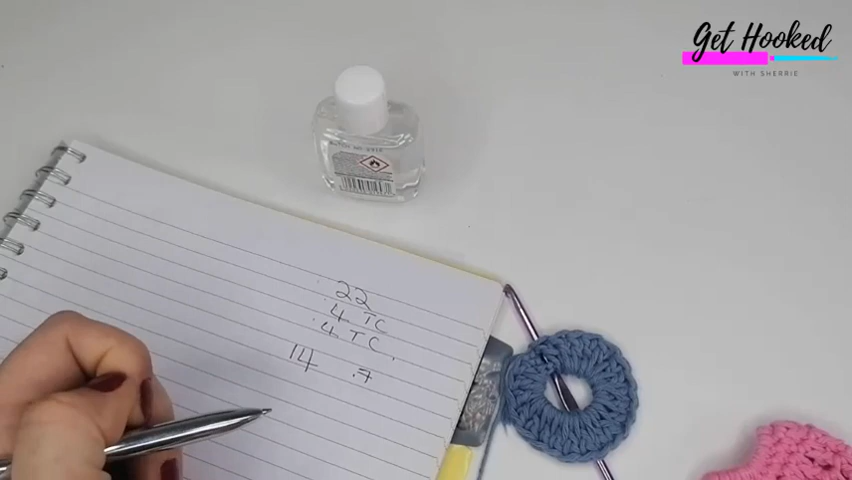 Get Hooked
WITH SHERRIE
22
4 TC
4 TC.
14 7